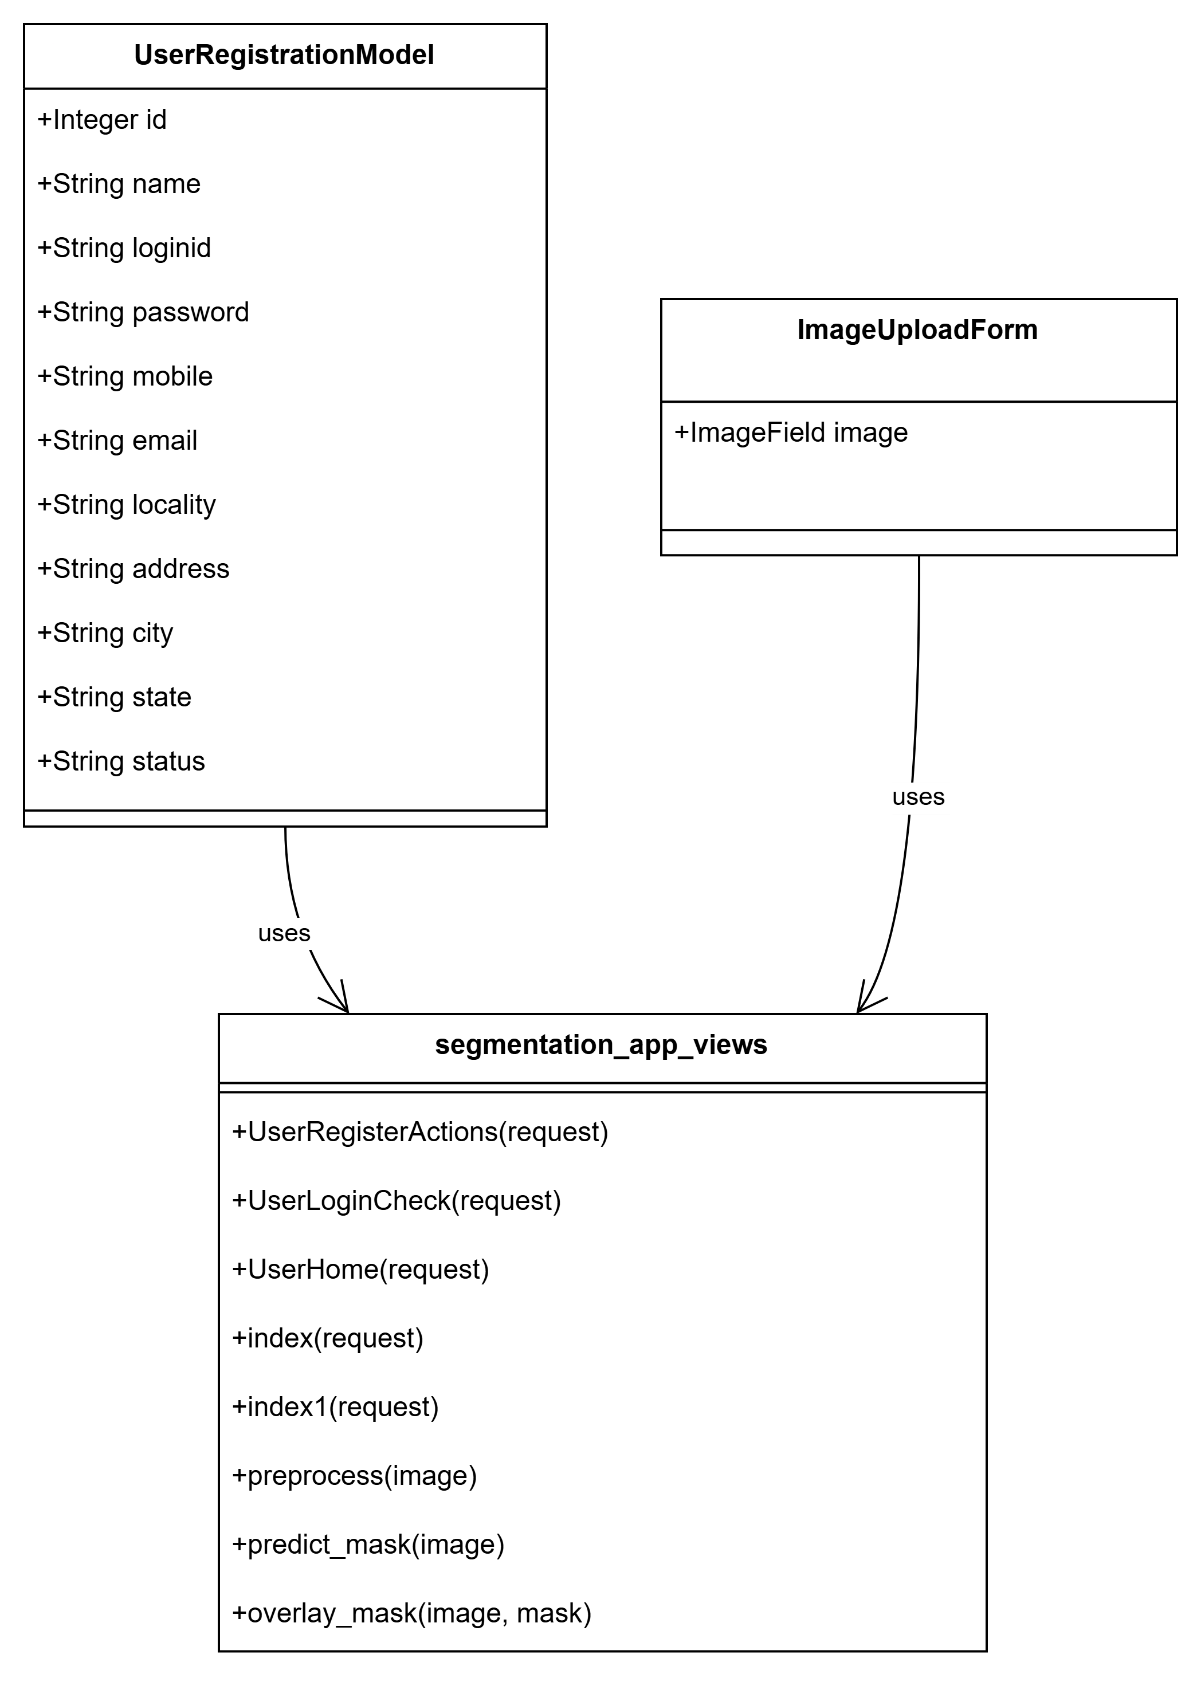 UserRegistrationModel
+Integer id
+String name
+String loginid
+String password
+String mobile
+String email
+String locality
+String address
+String city
+String state
+String status
ImageUploadForm
+ImageField image
uses
uses
segmentation_app_views
+UserRegisterActions(request)
+UserLoginCheck(request)
+UserHome(request)
+index(request)
+index1(request)
+preprocess(image)
+predict_mask(image)
+overlay_mask(image, mask)